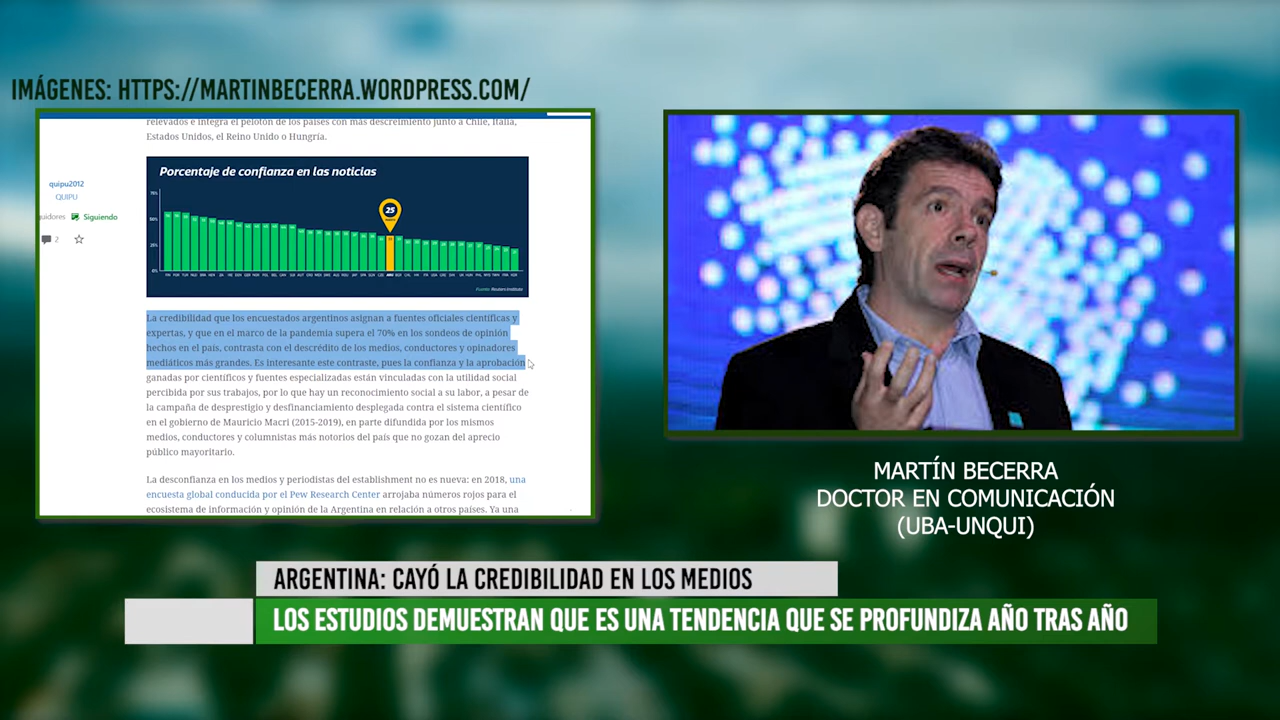 IMÁGENES: HTTPS://MARTINBECERRA.WORDPRESS.COM/
relevados e integra el pelotón de los países con más descreimiento junto a Chile, Italia,
Estados Unidos, el Reino Unido o Hungría.
quipu2012
QUIPU
uidores Siguiendo
2
Porcentaje de confianza en las noticias
75%
50%
25%
0%
25
Fuente: Reuters Institute
La credibilidad que los encuestados argentinos asignan a fuentes oficiales científicas y
expertas, y que en el marco de la pandemia supera el 70% en los sondeos de opinión
hechos en el país, contrasta con el descrédito de los medios, conductores y opinadores
mediáticos más grandes. Es interesante este contraste, pues la confianza y la aprobación
ganadas por científicos y fuentes especializadas están vinculadas con la utilidad social
percibida por sus trabajos, por lo que hay un reconocimiento social a su labor, a pesar de
la campaña de desprestigio y desfinanciamiento desplegada contra el sistema científico
en el gobierno de Mauricio Macri (2015-2019), en parte difundida por los mismos
medios, conductores y columnistas más notorios del país que no gozan del aprecio
público mayoritario.
La desconfianza en los medios y periodistas del establishment no es nueva: en 2018, una
encuesta global conducida por el Pew Research Center arrojaba números rojos para el
ecosistema de información y opinión de la Argentina en relación a otros países. Ya una
MARTÍN BECERRA
DOCTOR EN COMUNICACIÓN
(UBA-UNQUI)
ARGENTINA: CAYÓ LA CREDIBILIDAD EN LOS MEDIOS
LOS ESTUDIOS DEMUESTRAN QUE ES UNA TENDENCIA QUE SE PROFUNDIZA AÑO TRAS AÑO